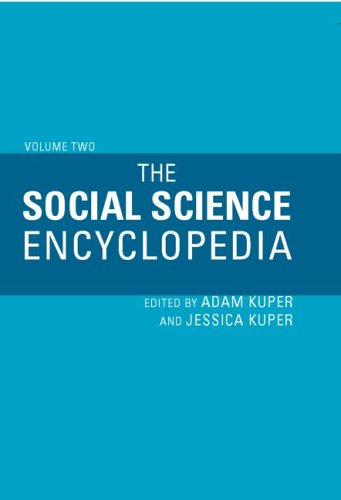 VOLUME TWO
THE
SOCIAL SCIENCE
ENCYCLOPEDIA
EDITED BY ADAM KUPER
AND JESSICA KUPER